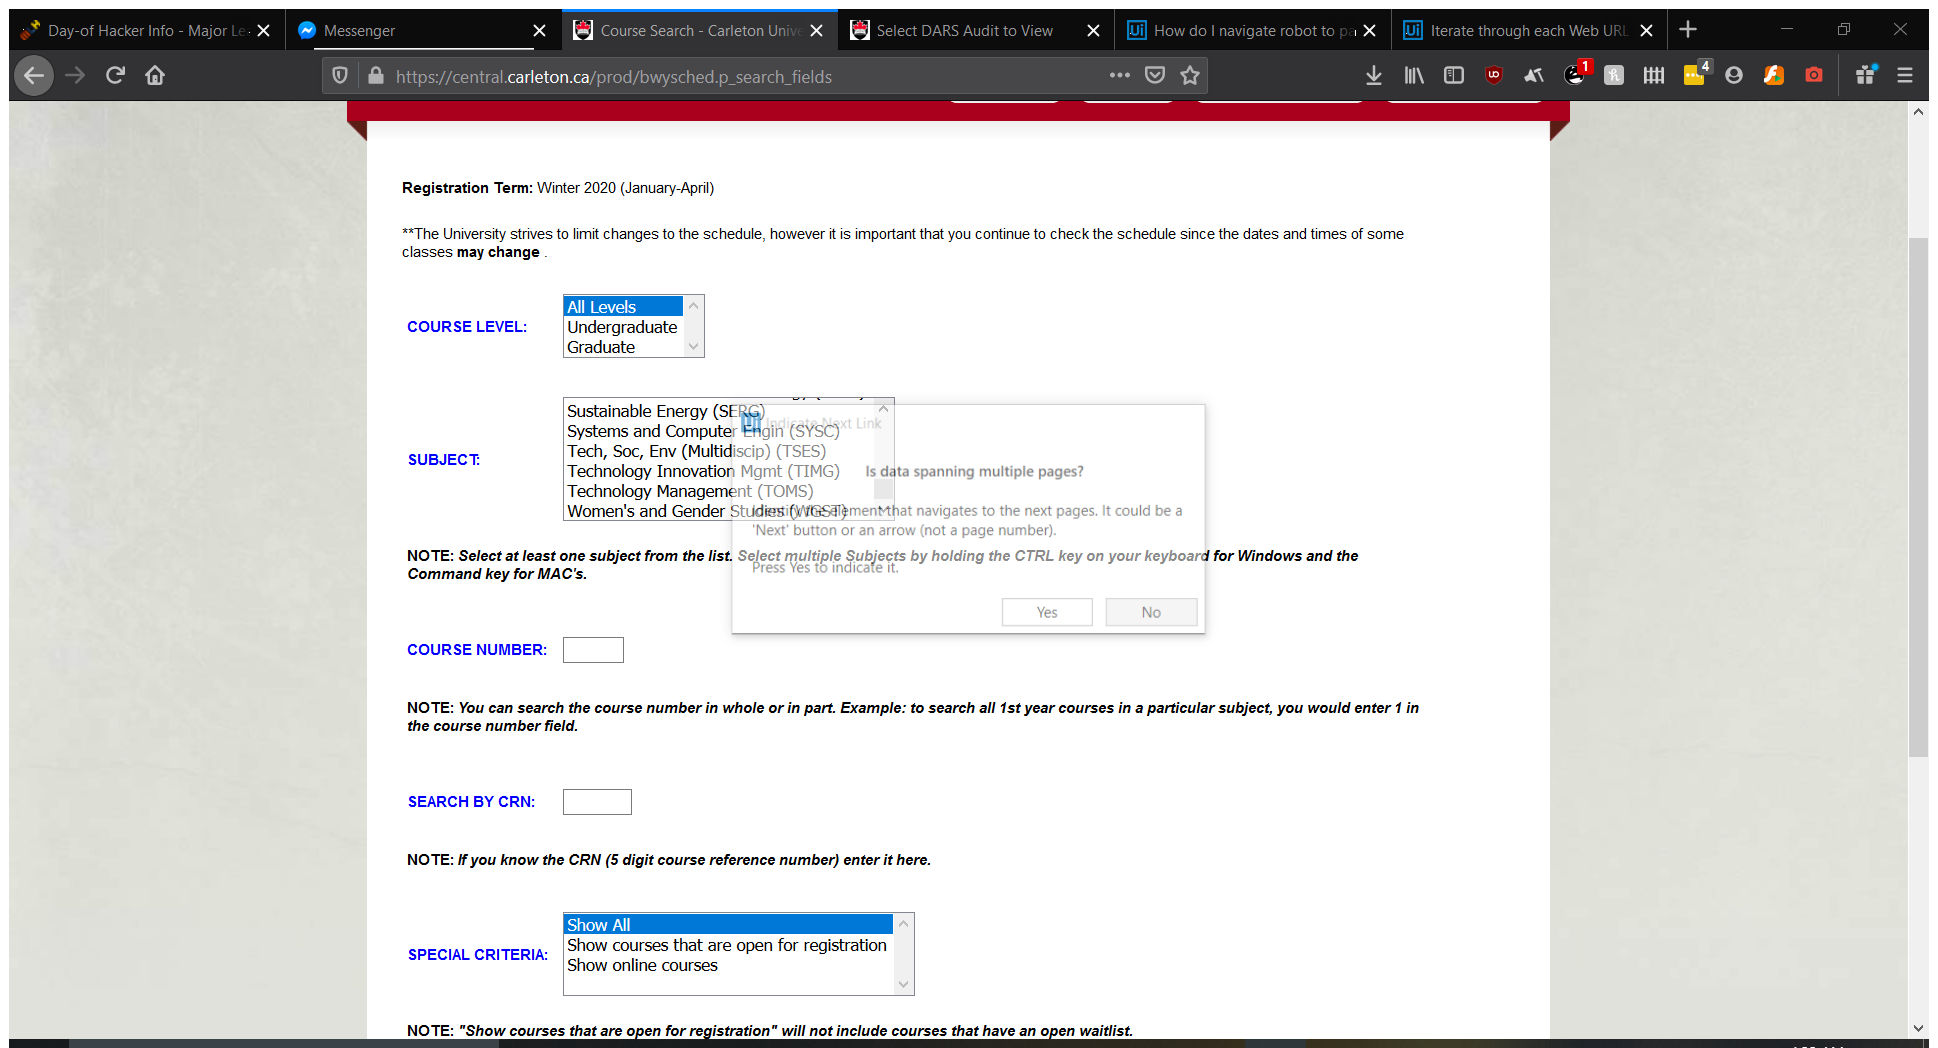 Day-of Hacker Info - Major Le
Messenger
Course Search - Carleton Unive
Select DARS Audit to View
How do I navigate robot to pa
Iterate through each Web URL
https://central.carleton.ca/prod/bwysched.p_search_fields
1
4
Registration Term: Winter 2020 (January-April)
**The University strives to limit changes to the schedule, however it is important that you continue to check the schedule since the dates and times of some
classes may change .
COURSE LEVEL:
All Levels
Undergraduate
Graduate
SUBJECT:
Sustainable Energy (SERG)
Systems and Computer Engin (SYSC)
Tech, Soc, Env (Multidiscip) (TSES)
Technology Innovation Mgmt (TIMG)
Technology Management (TOMS)
Women's and Gender Studies (WGST)
Ui Indicate Next Link
Is data spanning multiple pages?
Identify the element that navigates to the next pages. It could be a
'Next' button or an arrow (not a page number).
Press Yes to indicate it.
Yes
No
NOTE: Select at least one subject from the list. Select multiple Subjects by holding the CTRL key on your keyboard for Windows and the
Command key for MAC's.
COURSE NUMBER:
NOTE: You can search the course number in whole or in part. Example: to search all 1st year courses in a particular subject, you would enter 1 in
the course number field.
SEARCH BY CRN:
NOTE: If you know the CRN (5 digit course reference number) enter it here.
SPECIAL CRITERIA:
Show All
Show courses that are open for registration
Show online courses
NOTE: "Show courses that are open for registration" will not include courses that have an open waitlist.